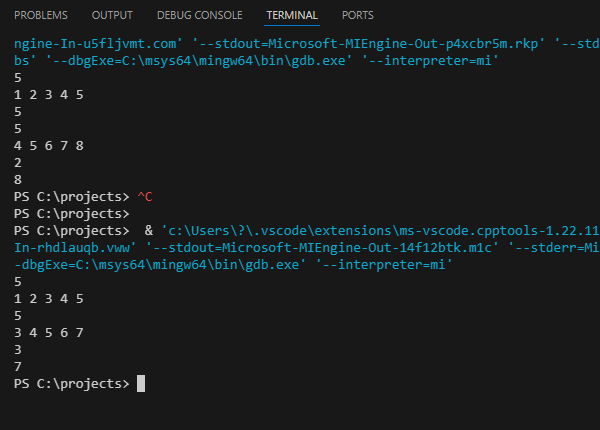 PROBLEMS OUTPUT DEBUG CONSOLE TERMINAL PORTS
ngine-In-u5fljvmt.com' '--stdout=Microsoft-MIEngine-Out-p4xcbr5m.rkp' '--std
bs' '--dbgExe=C:\msys64\mingw64\bin\gdb.exe' '--interpreter=mi'
5
1 2 3 4 5
5
5
4 5 6 7 8
2
8
PS C:\projects> ^C
PS C:\projects>
PS C:\projects>  & 'c:\Users\?\.vscode\extensions\ms-vscode.cpptools-1.22.11
In-rhdlauqb.vww' '--stdout=Microsoft-MIEngine-Out-14f12btk.m1c' '--stderr=Mi
-dbgExe=C:\msys64\mingw64\bin\gdb.exe' '--interpreter=mi'
5
1 2 3 4 5
5
3 4 5 6 7
3
7
PS C:\projects>